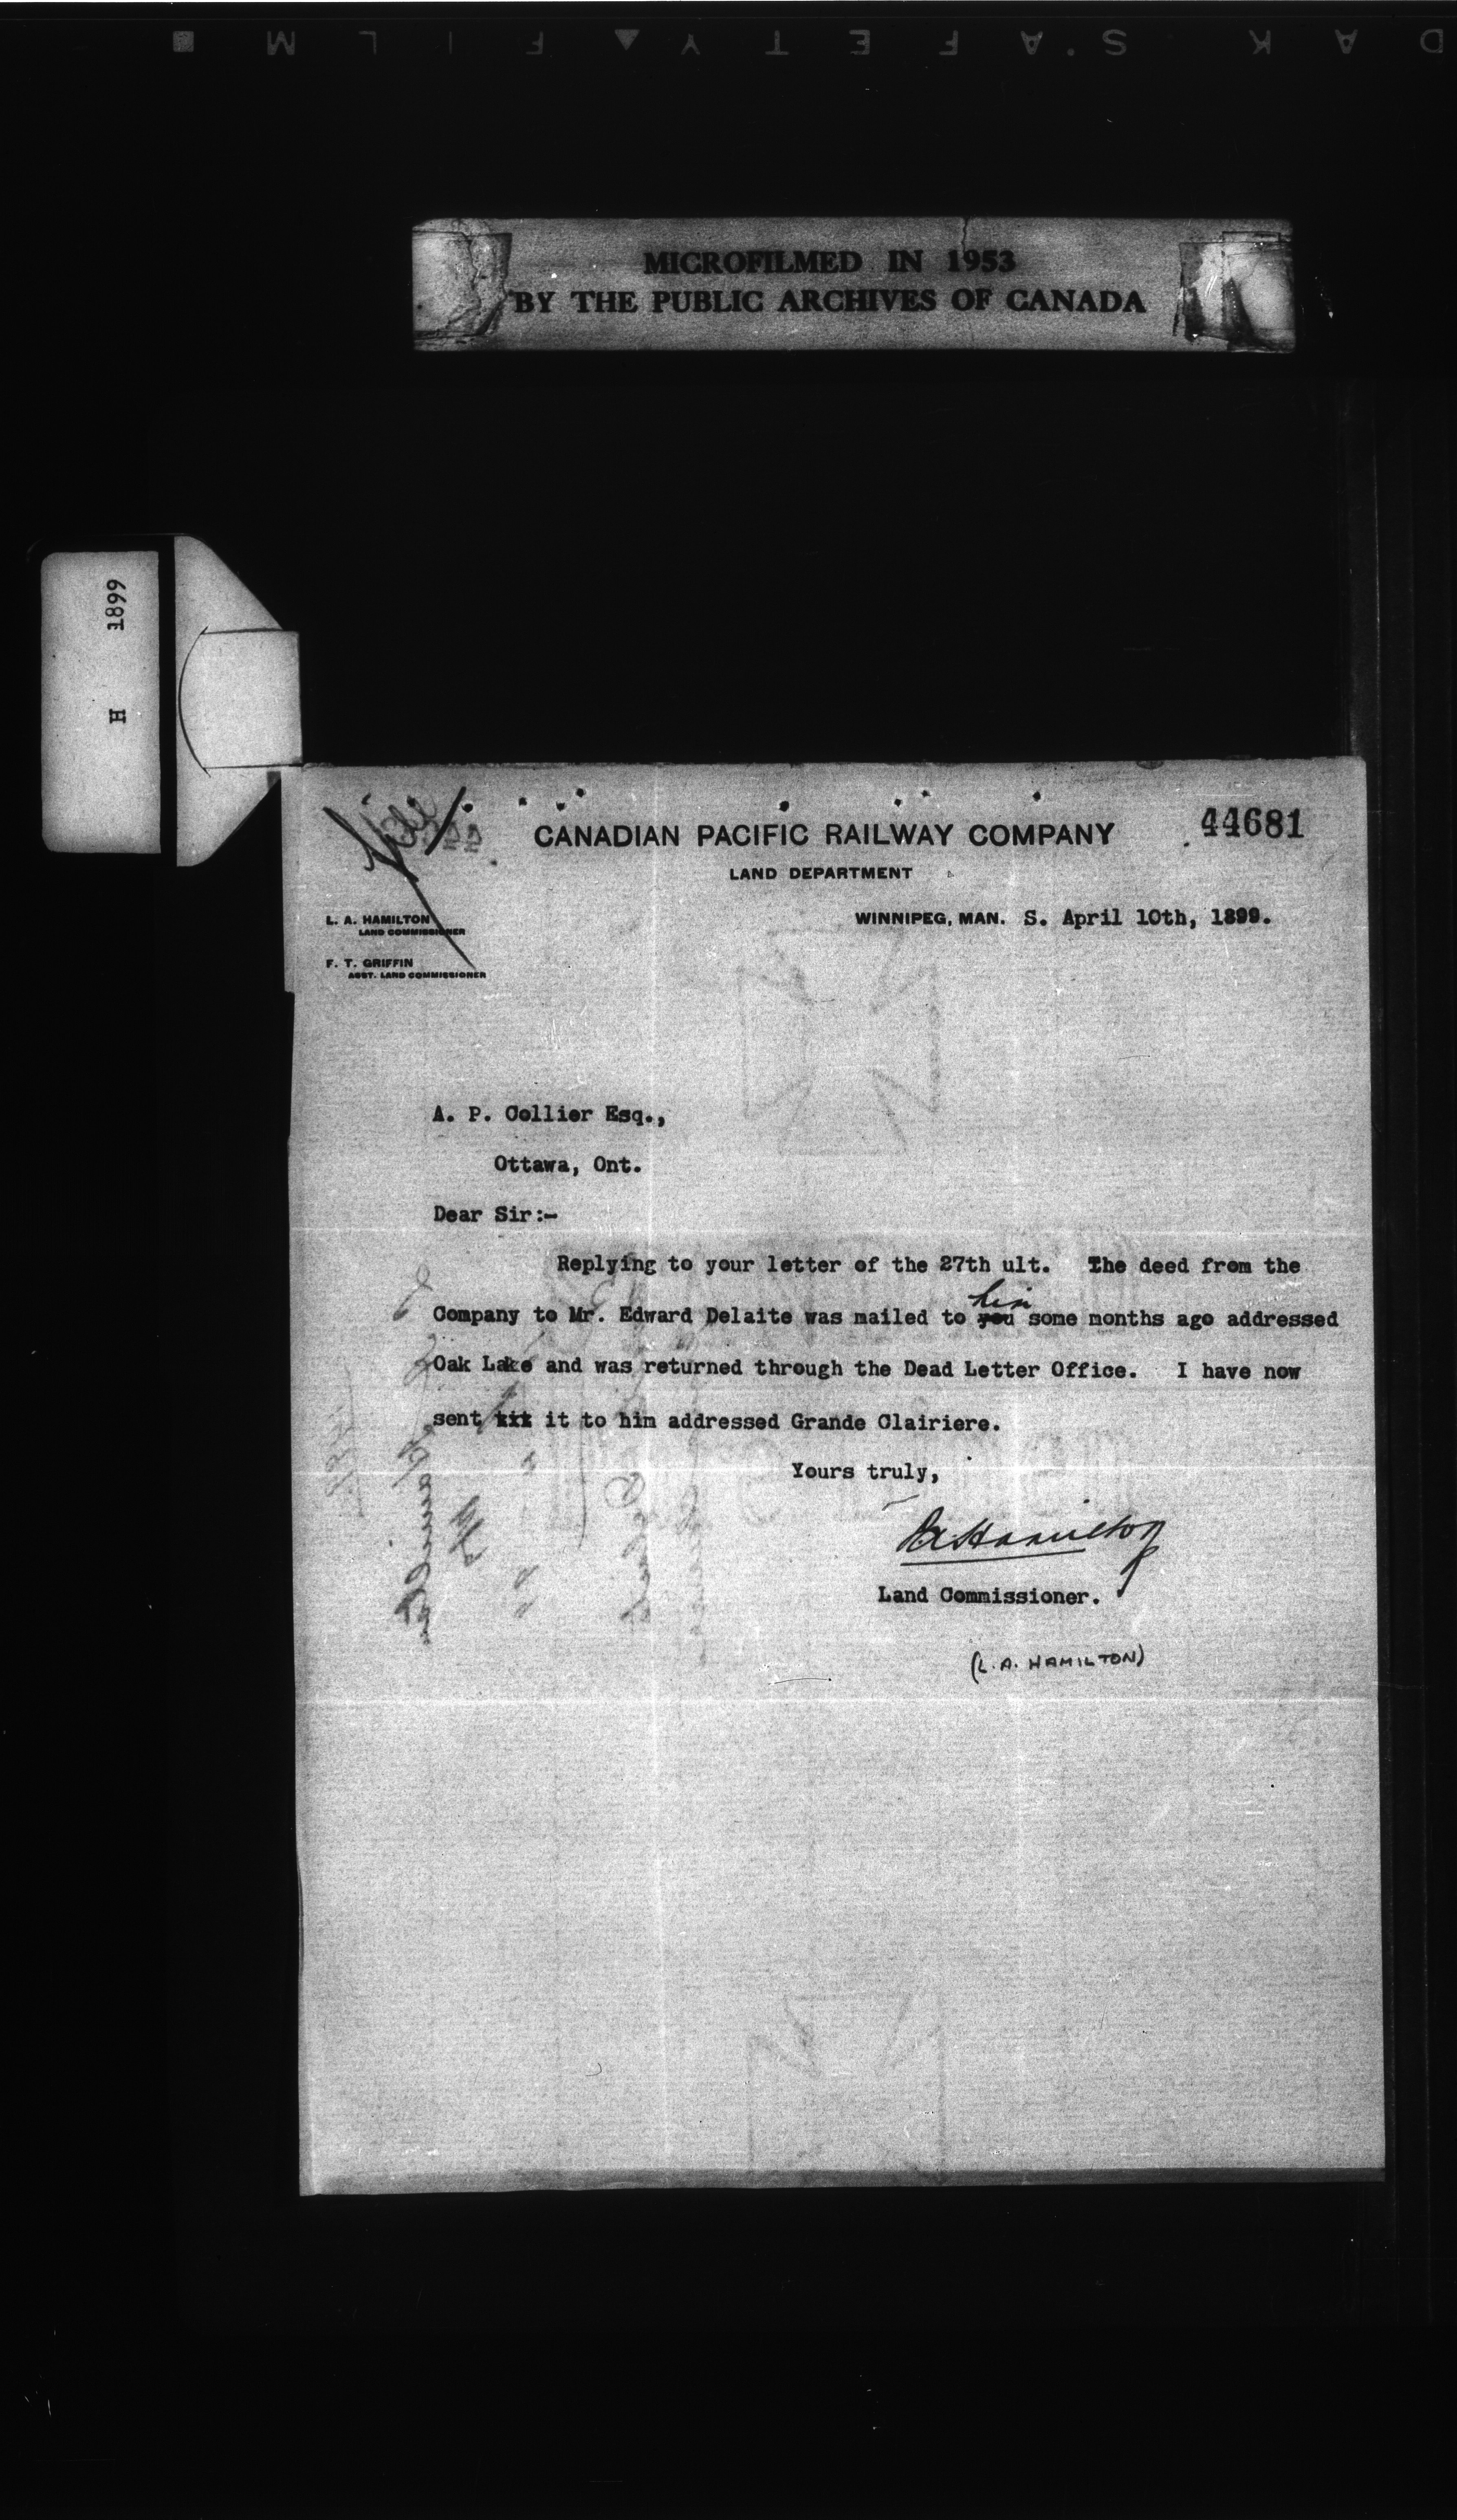 MICROFILMED IN 1953
BY THE PUBLIC ARCHIVES OF CANADA
H 1899
44681
CANADIAN PACIFIC RAILWAY COMPANY
LAND DEPARTMENT
L. A. HAMILTON
LAND COMMISSIONER
WINNIPEG, MAN. S. April 10th, 1899.
F. T. GRIFFIN
ASST. LAND COMMISSIONER
A. P. Collier Esq.,
Ottawa, Ont.
Dear Sir:-
Replying to your letter of the 27th ult. The deed from the
him
Company to Mr. Edward Delaite was mailed to you some months ago addressed
Oak Lake and was returned through the Dead Letter Office. I have now
sent it to him addressed Grande Clairiere.
Yours truly,
L A Hamilton
Land Commissioner.
(L.A. HAMILTON)